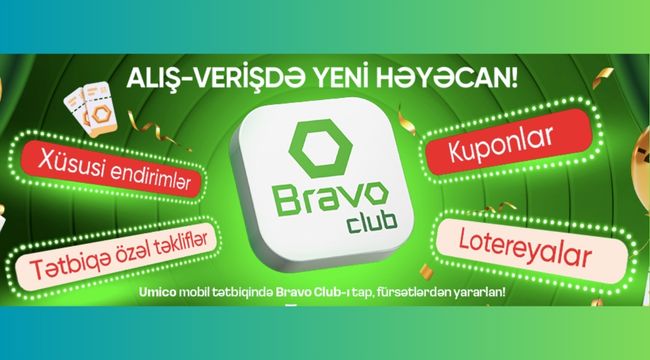 ALIŞ-VERİŞDƏ YENİ HƏYƏCAN!
Xüsusi endirimlər
Kuponlar
Bravo
club
Tətbiqə özəl təkliflər
Lotereyalar
Umico mobil tətbiqində Bravo Club-ı tap, fürsətlərdən yararlan!